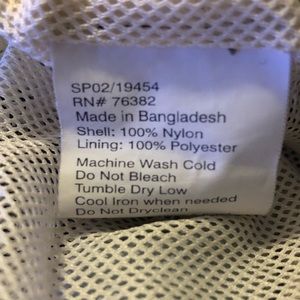 SP02/19454
RN# 76382
Made in Bangladesh
Shell: 100% Nylon
Lining: 100% Polyester
Machine Wash Cold
Do Not Bleach
Tumble Dry Low
Cool Iron when needed
Do Not Dryclean